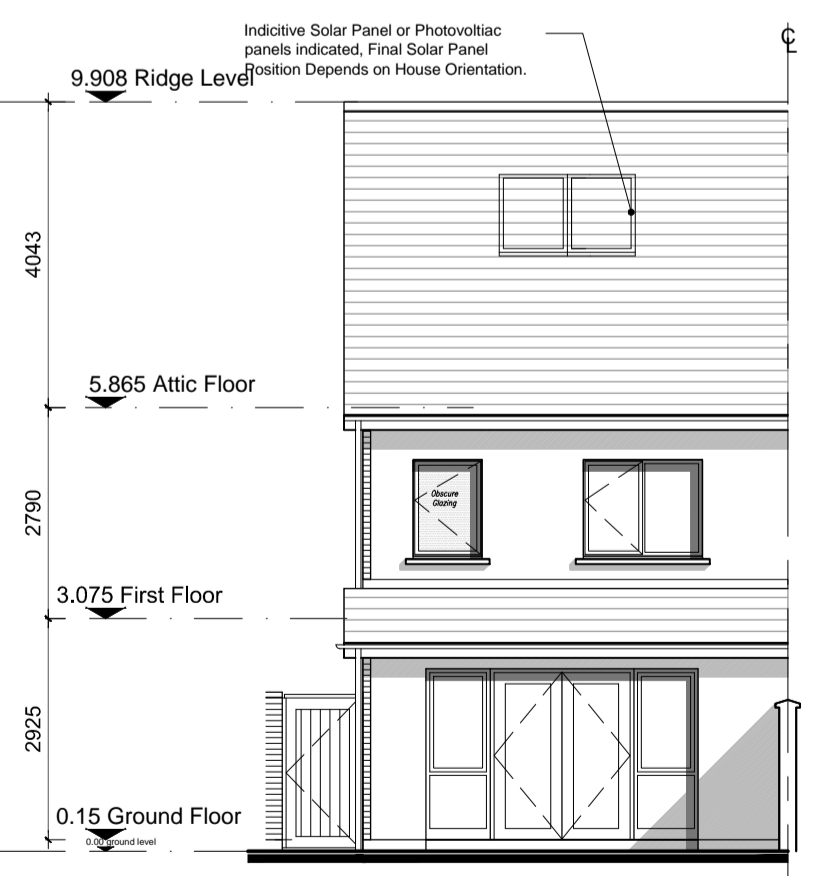 Indicitive Solar Panel or Photovoltiac
panels indicated, Final Solar Panel
Position Depends on House Orientation.
℄
9.908 Ridge Level
4043
5.865 Attic Floor
Obscure
Glazing
2790
3.075 First Floor
2925
0.15 Ground Floor
0.00 ground level